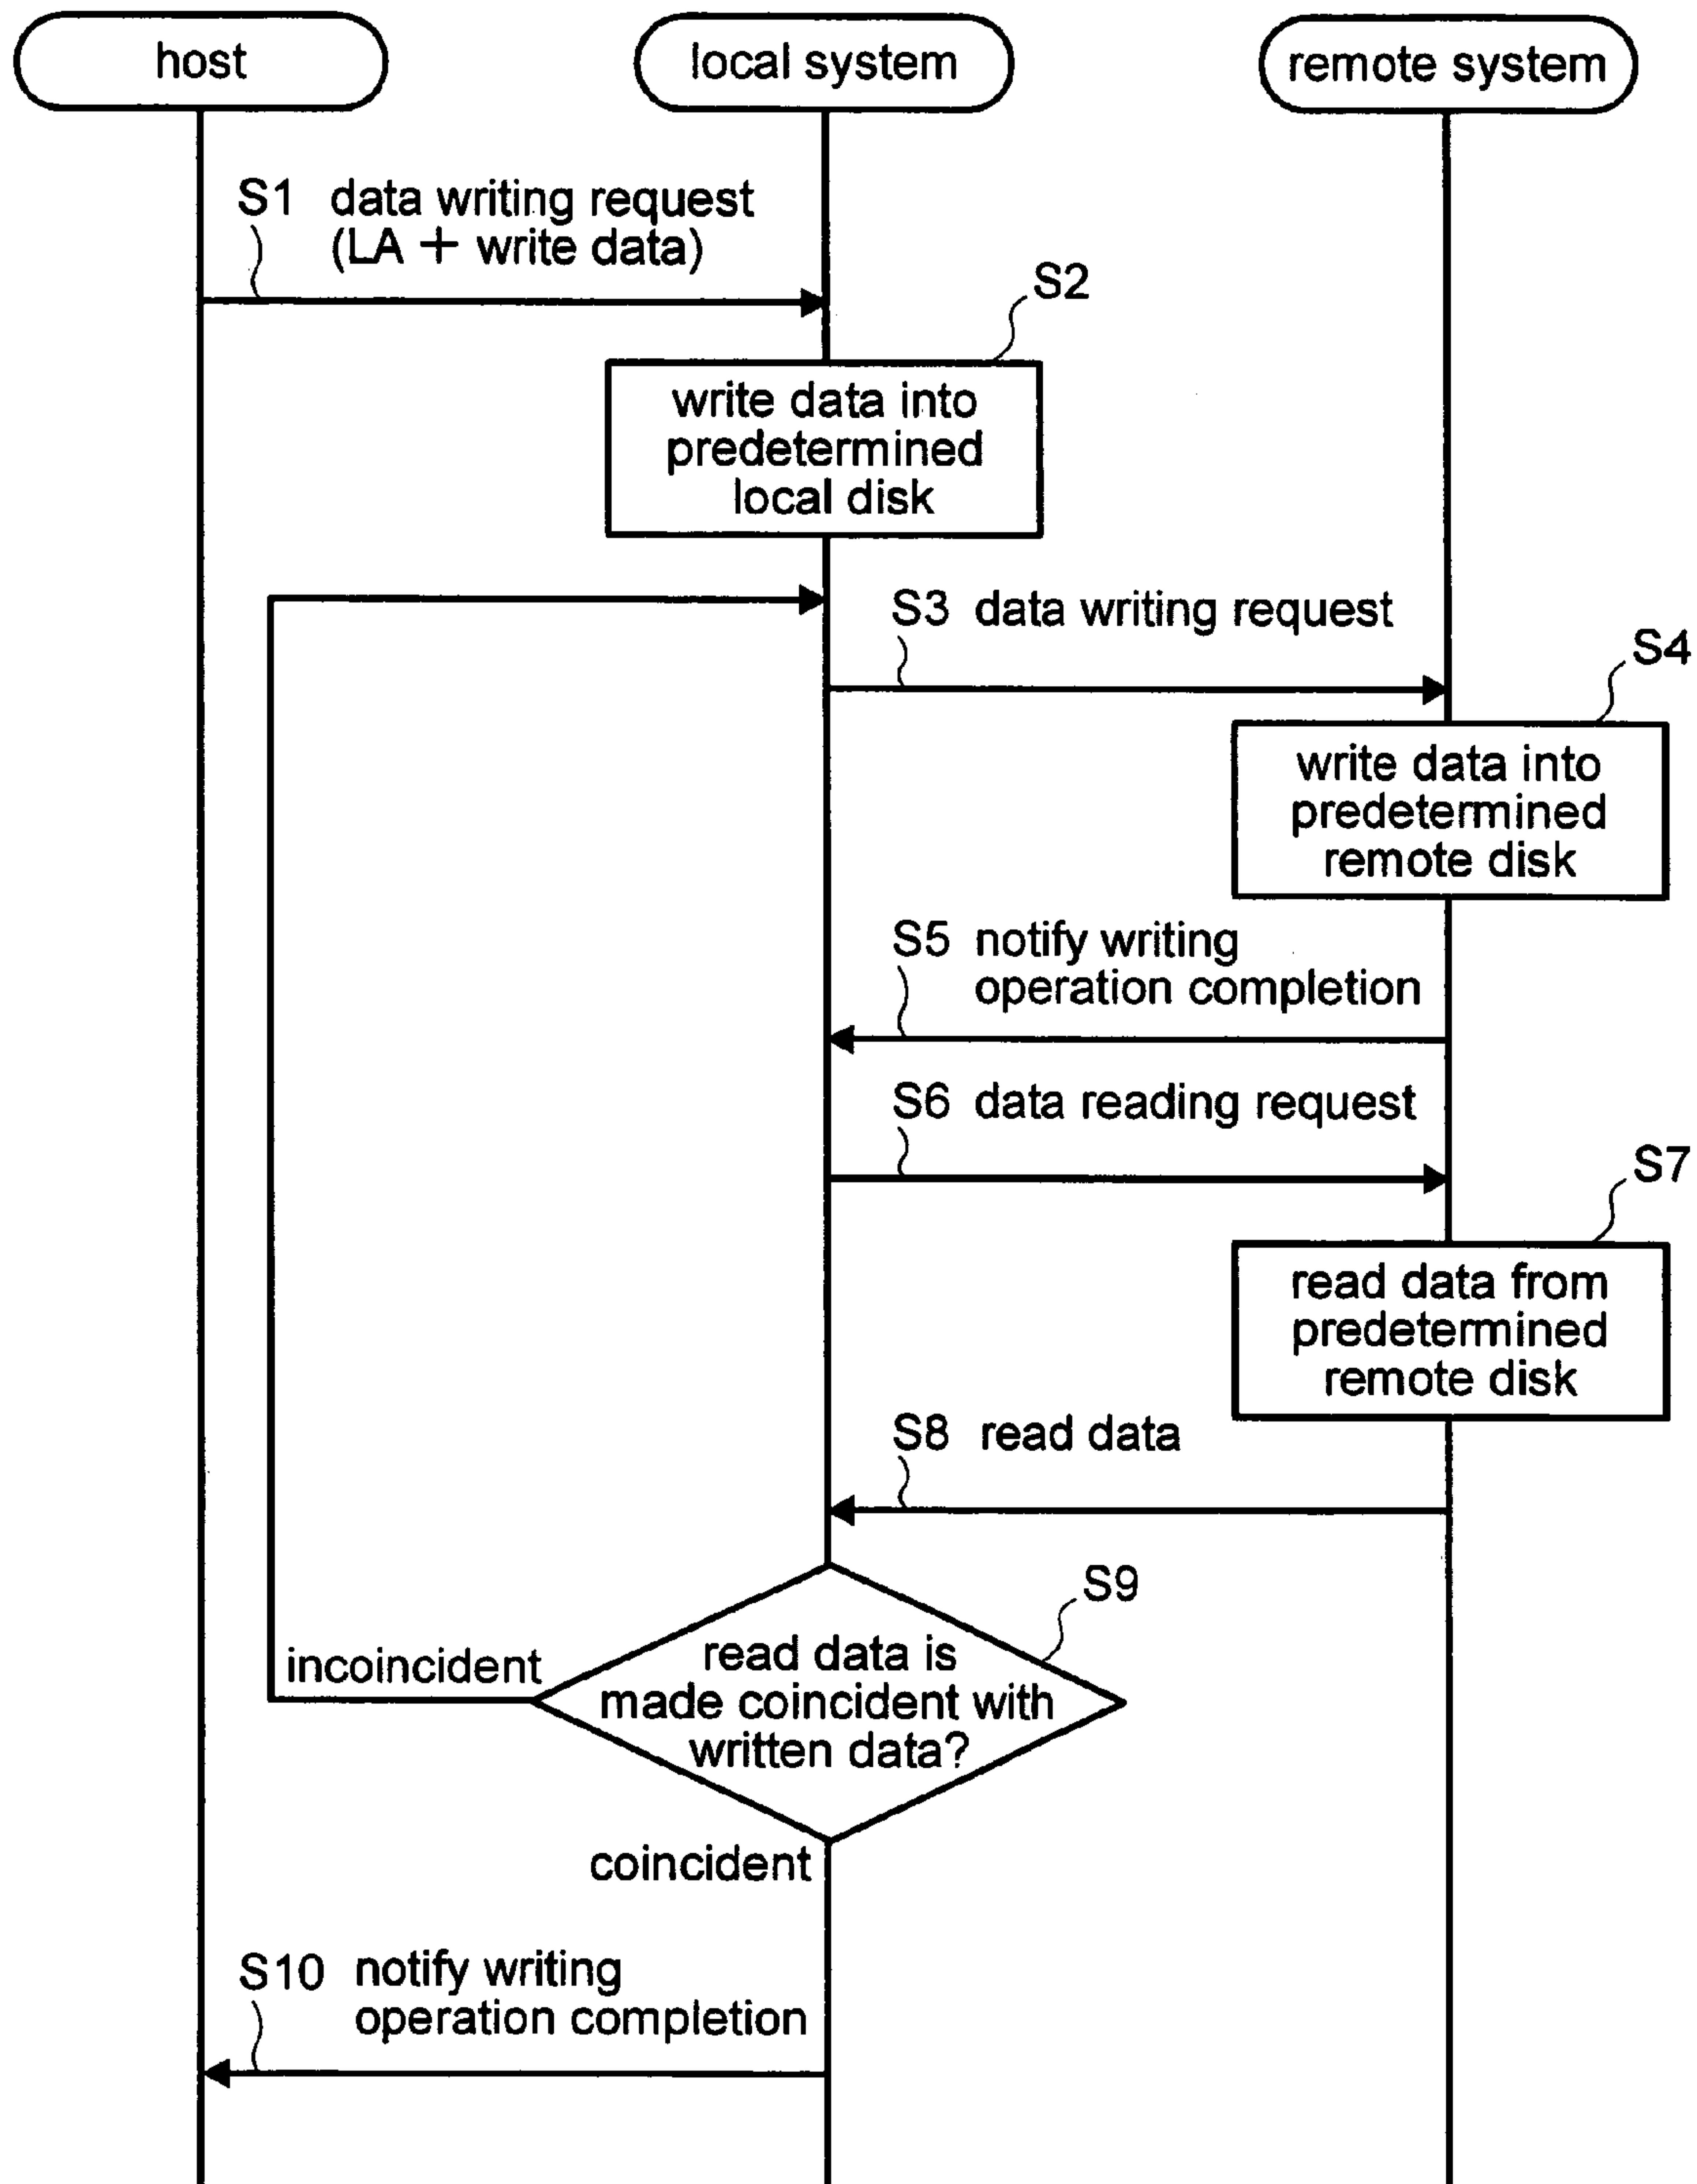 host
local system
remote system
S1 data writing request
(LA + write data)
S2
write data into
predetermined
local disk
S3 data writing request
S4
write data into
predetermined
remote disk
S5 notify writing
operation completion
S6 data reading request
S7
read data from
predetermined
remote disk
S8 read data
S9
read data is
made coincident with
written data?
incoincident
coincident
S10 notify writing
operation completion